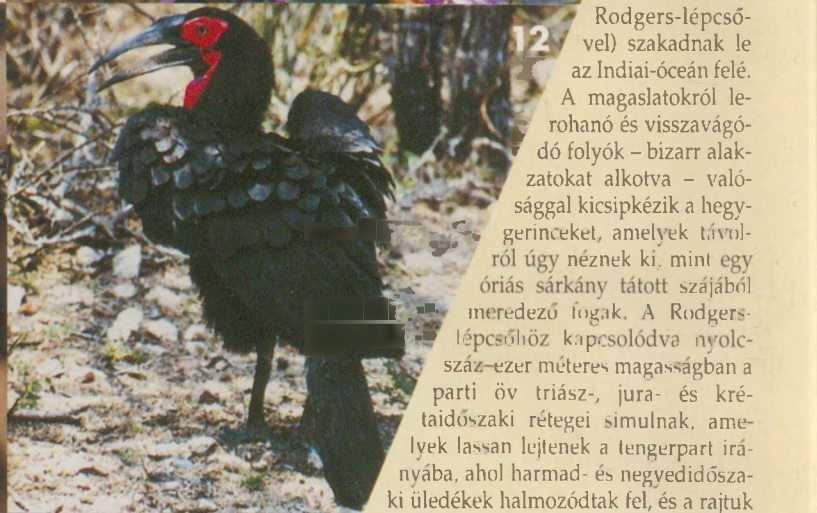 12
Rodgers-lépcső-
vel) szakadnak le
az Indiai-óceán felé.
A magaslatokról le-
rohanó és visszavágó-
dó folyók – bizarr alak-
zatokat alkotva – való-
sággal kicsipkézik a hegy-
gerinceket, amelyek távol-
ról úgy néznek ki, mint egy
óriás sárkány tátott szájából
meredező fogak. A Rodgers-
lépcsőhöz kapcsolódva nyolc-
száz–ezer méteres magasságban a
parti öv triász-, jura- és kré-
taidőszaki rétegei simulnak, ame-
lyek lassan lejtenek a tengerpart irá-
nyába, ahol harmad- és negyedidősza-
ki üledékek halmozódtak fel, és a rajtuk